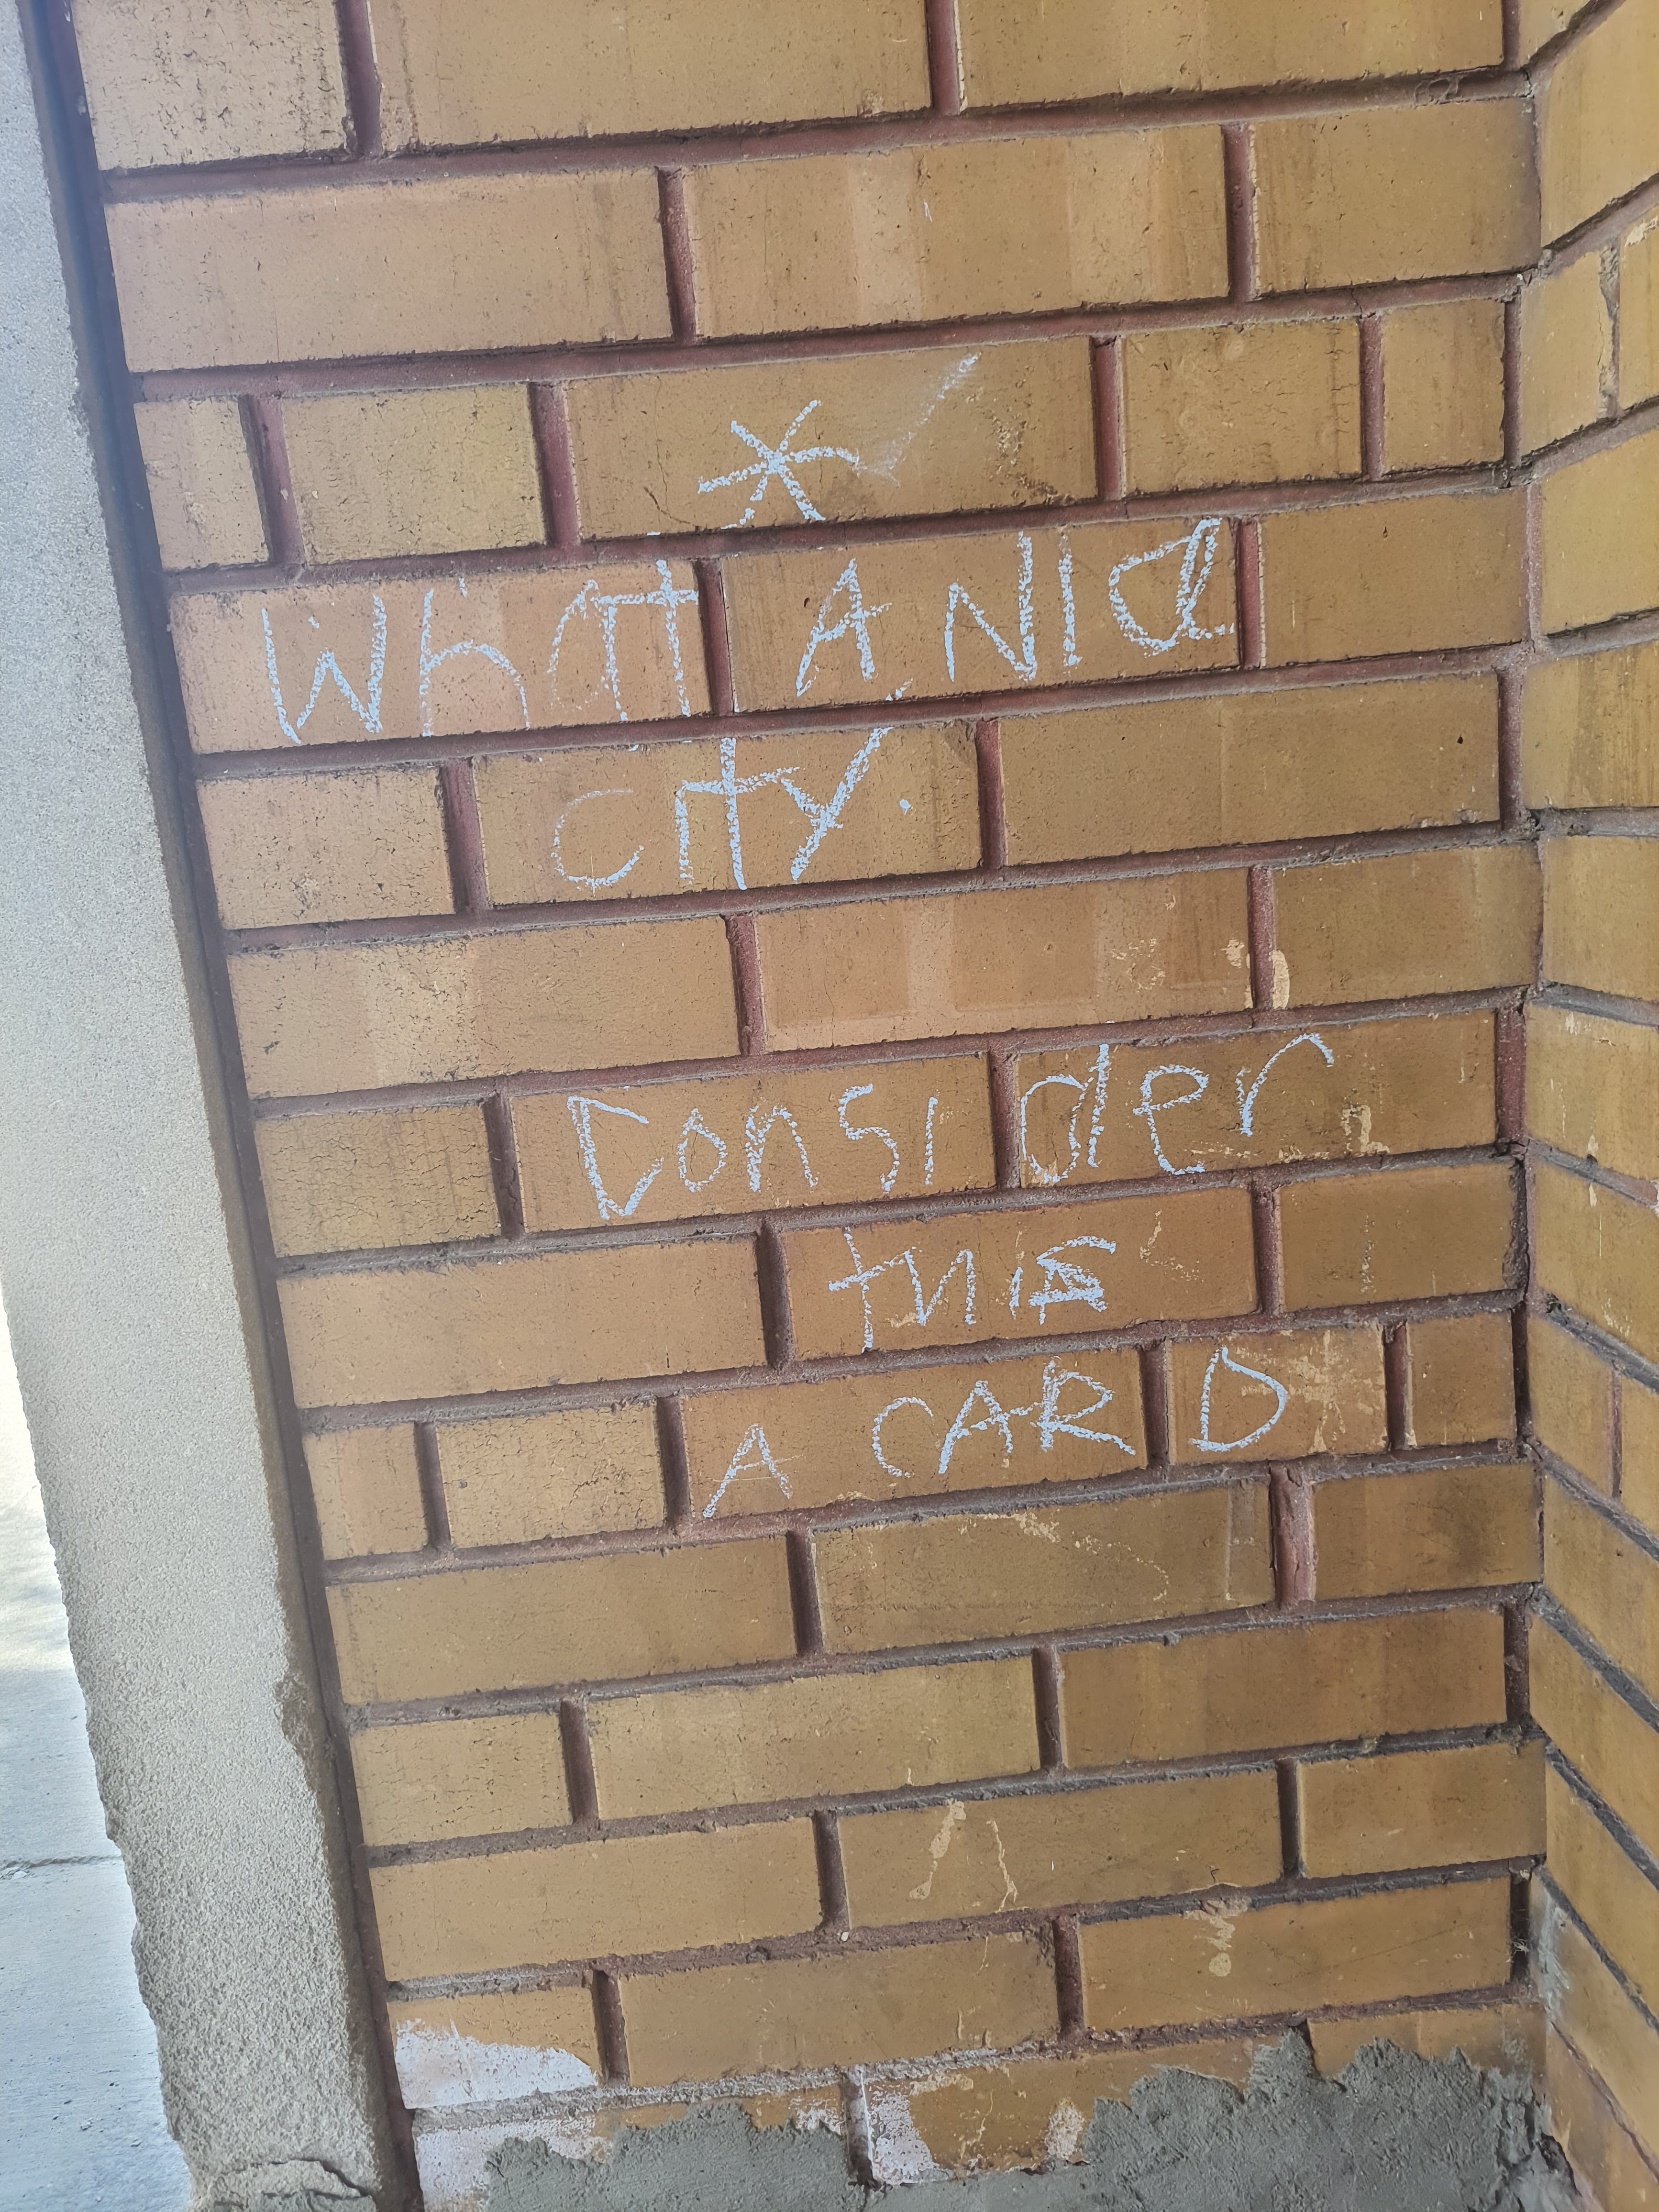 *
What A Nice
city.
Consider
this
A CARD